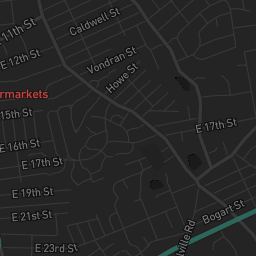 E 11th St
Caldwell St
E 12th St
Vondran St
Howe St
rmarkets
15th St
E 17th St
E 16th St
E 17th St
E 19th St
Bogart St
E 21st St
ville Rd
E 23rd St